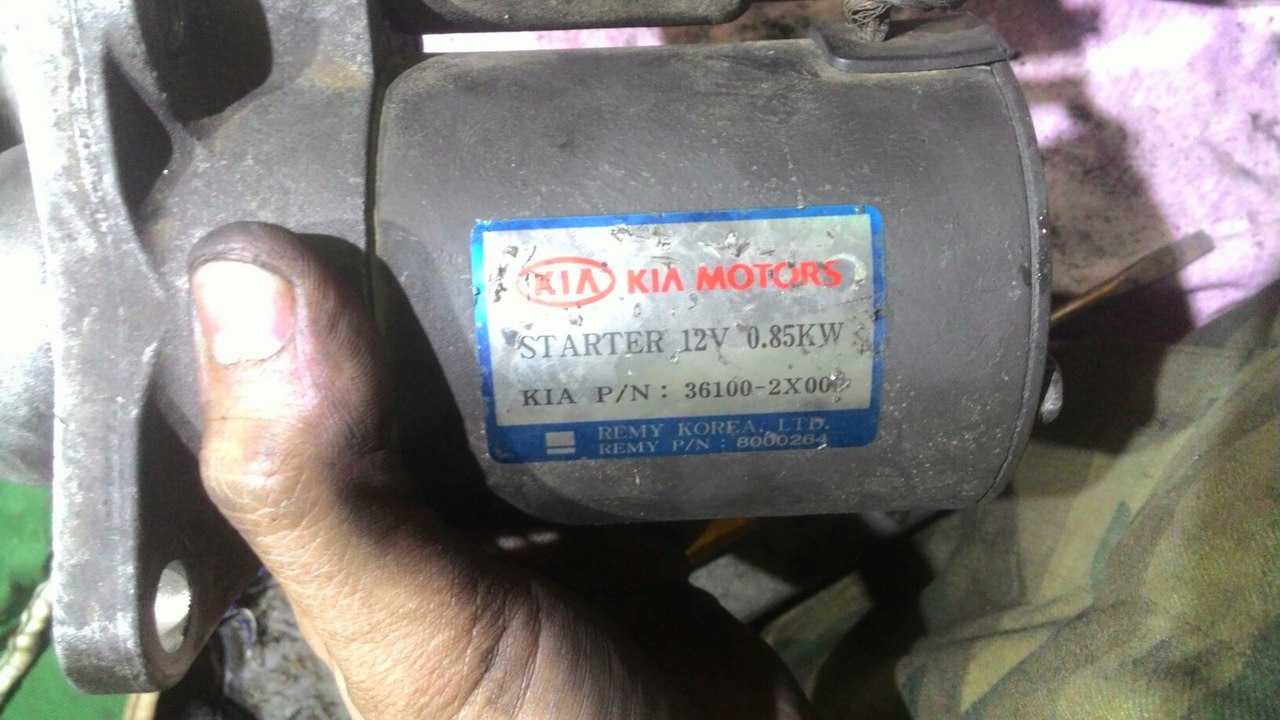 KIA KIA MOTORS
STARTER 12V 0.85KW
KIA P/N: 36100-2X00
REMY KOREA, LTD.
REMY P/N: 8000264